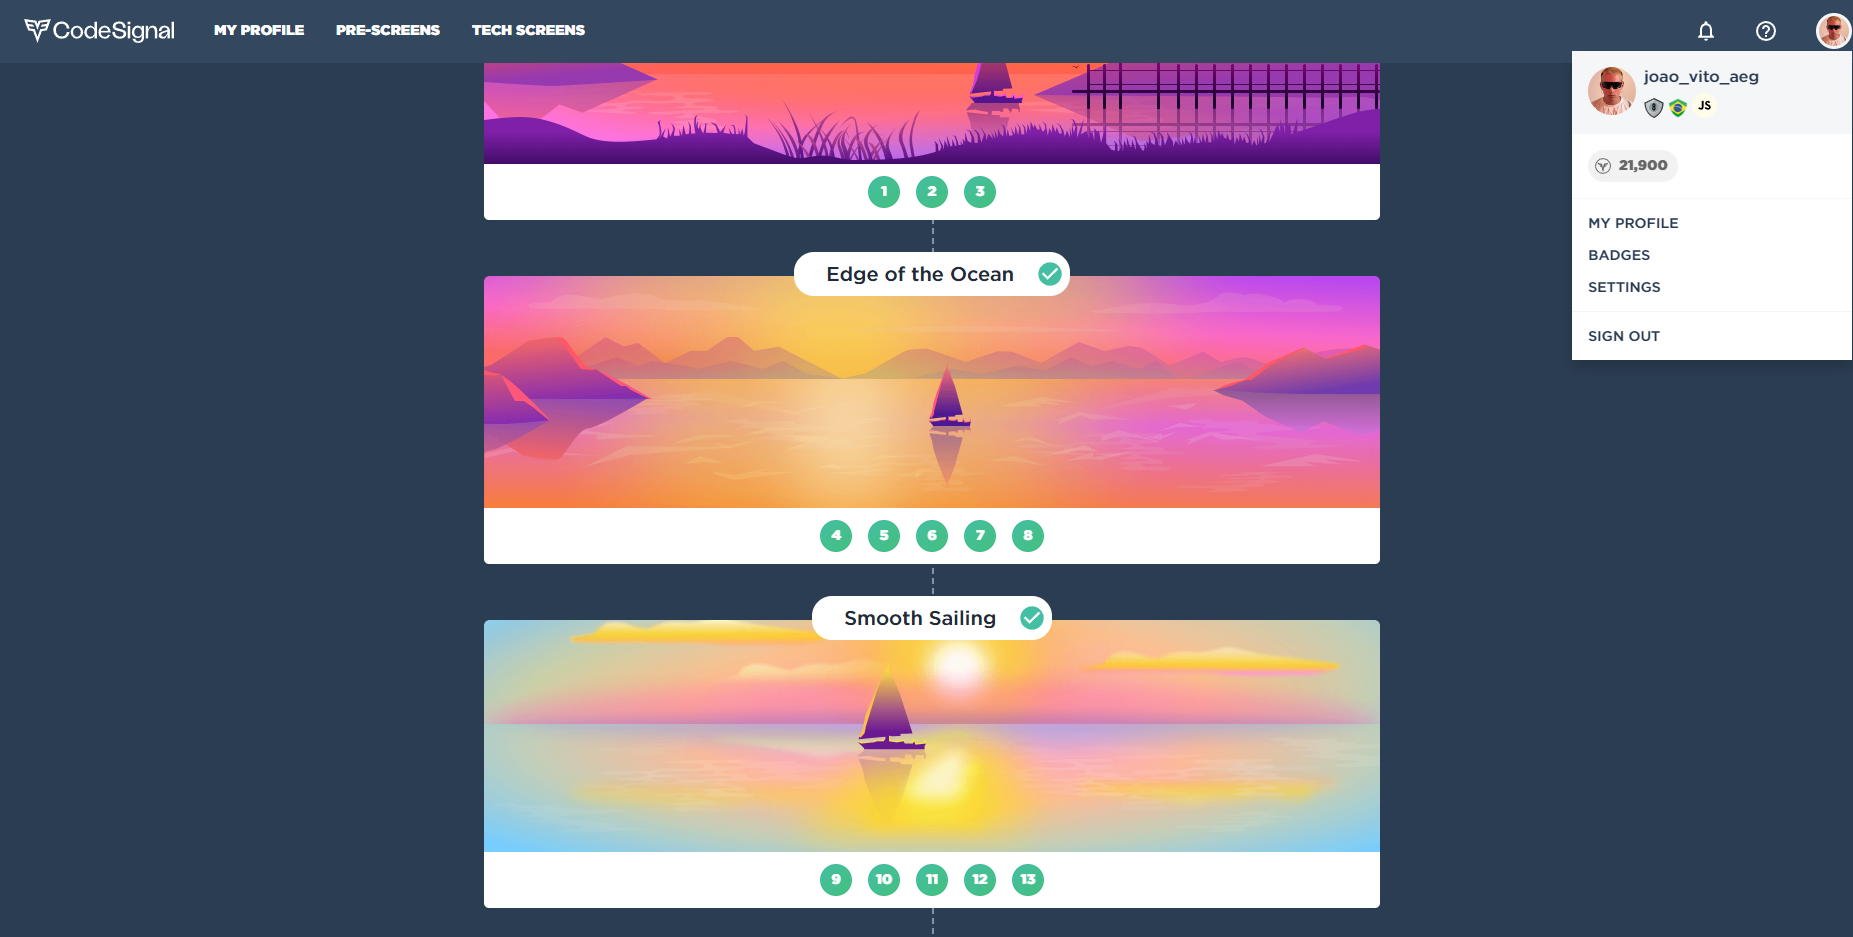 CodeSignal MY PROFILE PRE-SCREENS TECH SCREENS
joao_vito_aeg
8 JS
21,900
MY PROFILE
BADGES
SETTINGS
SIGN OUT
1 2 3
Edge of the Ocean
4 5 6 7 8
Smooth Sailing
9 10 11 12 13